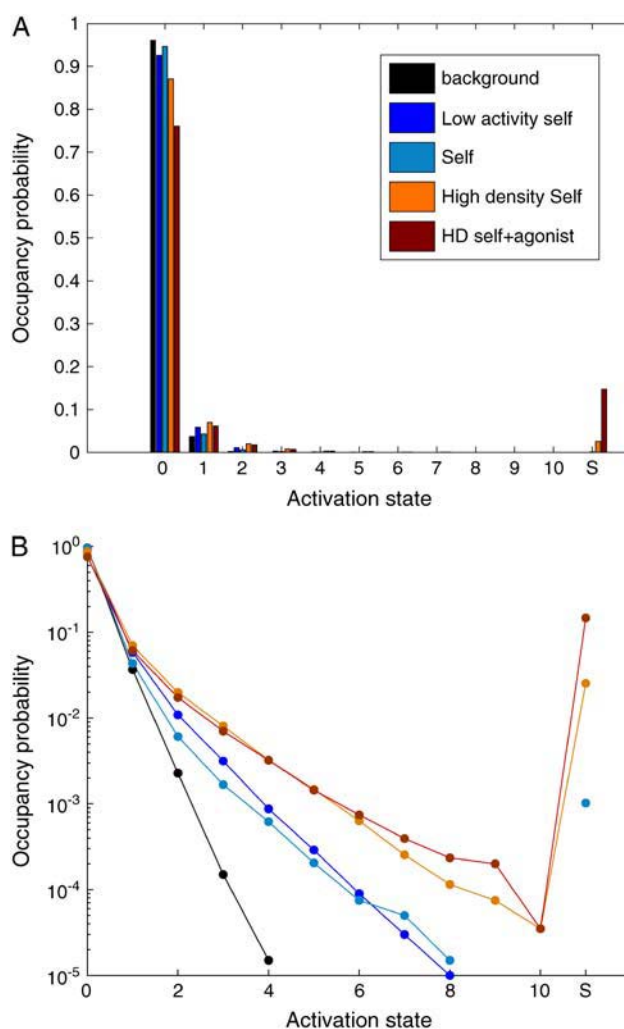 A
1
0.9
0.8
0.7
0.6
0.5
0.4
0.3
0.2
0.1
0
Occupancy probability
background
Low activity self
Self
High density Self
HD self+agonist
0 1 2 3 4 5 6 7 8 9 10 S
Activation state
B
10⁰
10⁻¹
10⁻²
10⁻³
10⁻⁴
10⁻⁵
Occupancy probability
0 2 4 6 8 10 S
Activation state